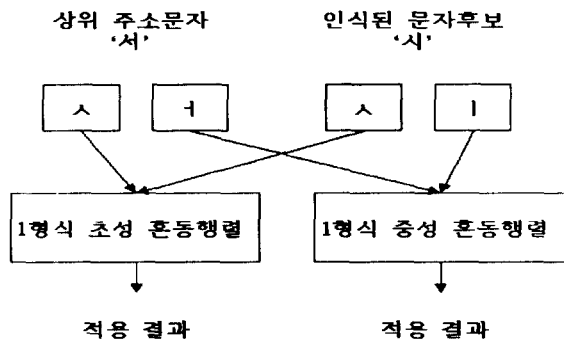 상위 주소문자 인식된 문자후보
'서' '시'
ㅅ ㅓ ㅅ ㅣ
1형식 초성 혼동행렬 1형식 중성 혼동행렬
적용 결과 적용 결과